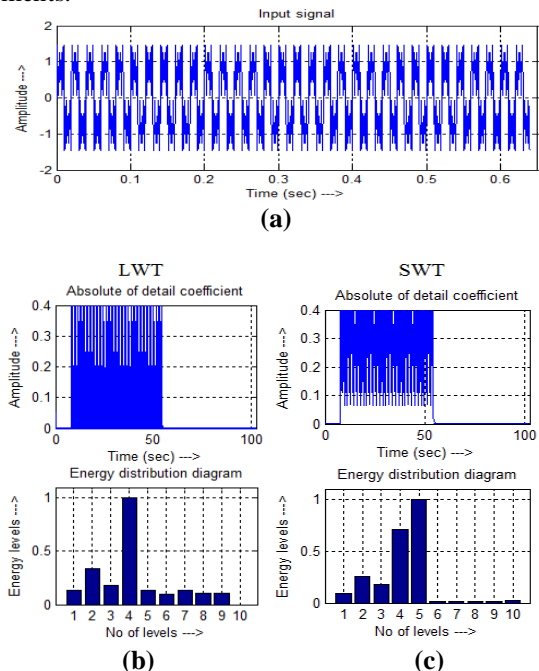 ments.
Input signal
2
1
0
-1
-2
Amplitude --->
0 0.1 0.2 0.3 0.4 0.5 0.6
Time (sec) --->
(a)
LWT
Absolute of detail coefficient
0.4
0.3
0.2
0.1
0
Amplitude --->
0 50 100
Time (sec) --->
Energy distribution diagram
1
0.5
0
Energy levels --->
1 2 3 4 5 6 7 8 9 10
No of levels --->
(b)
SWT
Absolute of detail coefficient
0.4
0.3
0.2
0.1
0
Amplitude --->
0 50 100
Time (sec) --->
Energy distribution diagram
1
0.5
0
Energy levels --->
1 2 3 4 5 6 7 8 9 10
No of levels --->
(c)